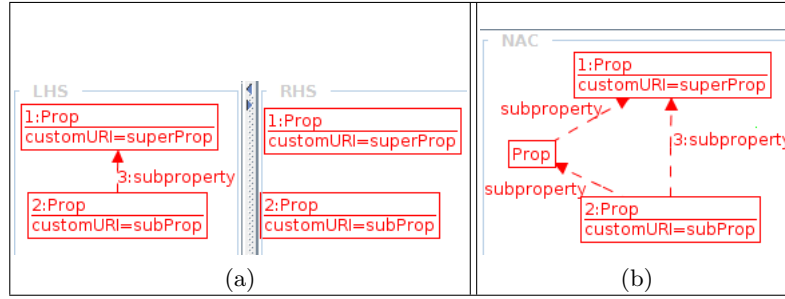 LHS
1:Prop
customURI=superProp
3:subproperty
2:Prop
customURI=subProp
RHS
1:Prop
customURI=superProp
2:Prop
customURI=subProp
(a)
NAC
1:Prop
customURI=superProp
subproperty
Prop
3:subproperty
subproperty
2:Prop
customURI=subProp
(b)